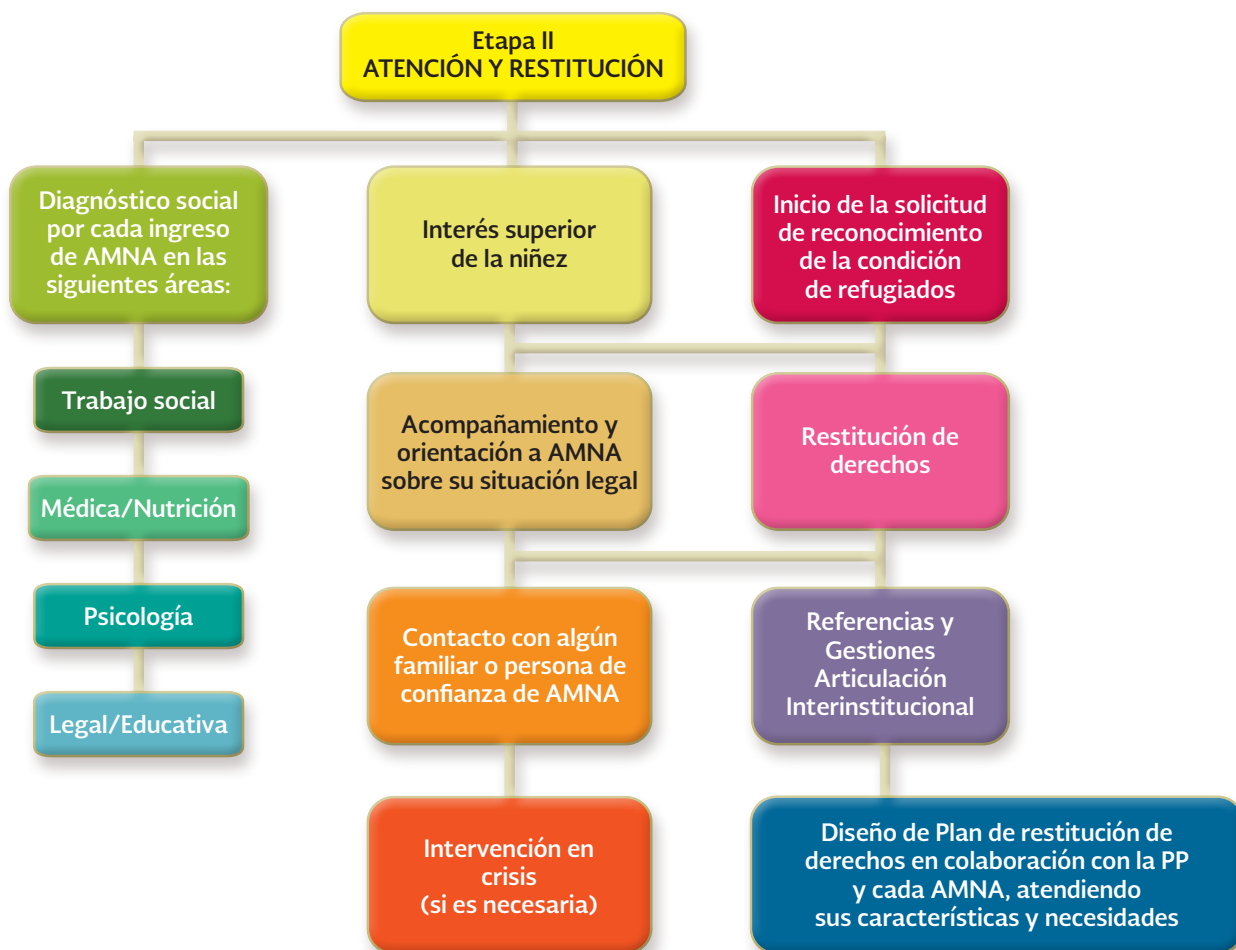 Etapa II
ATENCIÓN Y RESTITUCIÓN
Diagnóstico social
por cada ingreso
de AMNA en las
siguientes áreas:
Interés superior
de la niñez
Inicio de la solicitud
de reconocimiento
de la condición
de refugiados
Trabajo social
Médica/Nutrición
Psicología
Legal/Educativa
Acompañamiento y
orientación a AMNA
sobre su situación legal
Restitución de
derechos
Contacto con algún
familiar o persona de
confianza de AMNA
Referencias y
Gestiones
Articulación
Interinstitucional
Intervención en
crisis
(si es necesaria)
Diseño de Plan de restitución de
derechos en colaboración con la PP
y cada AMNA, atendiendo
sus características y necesidades